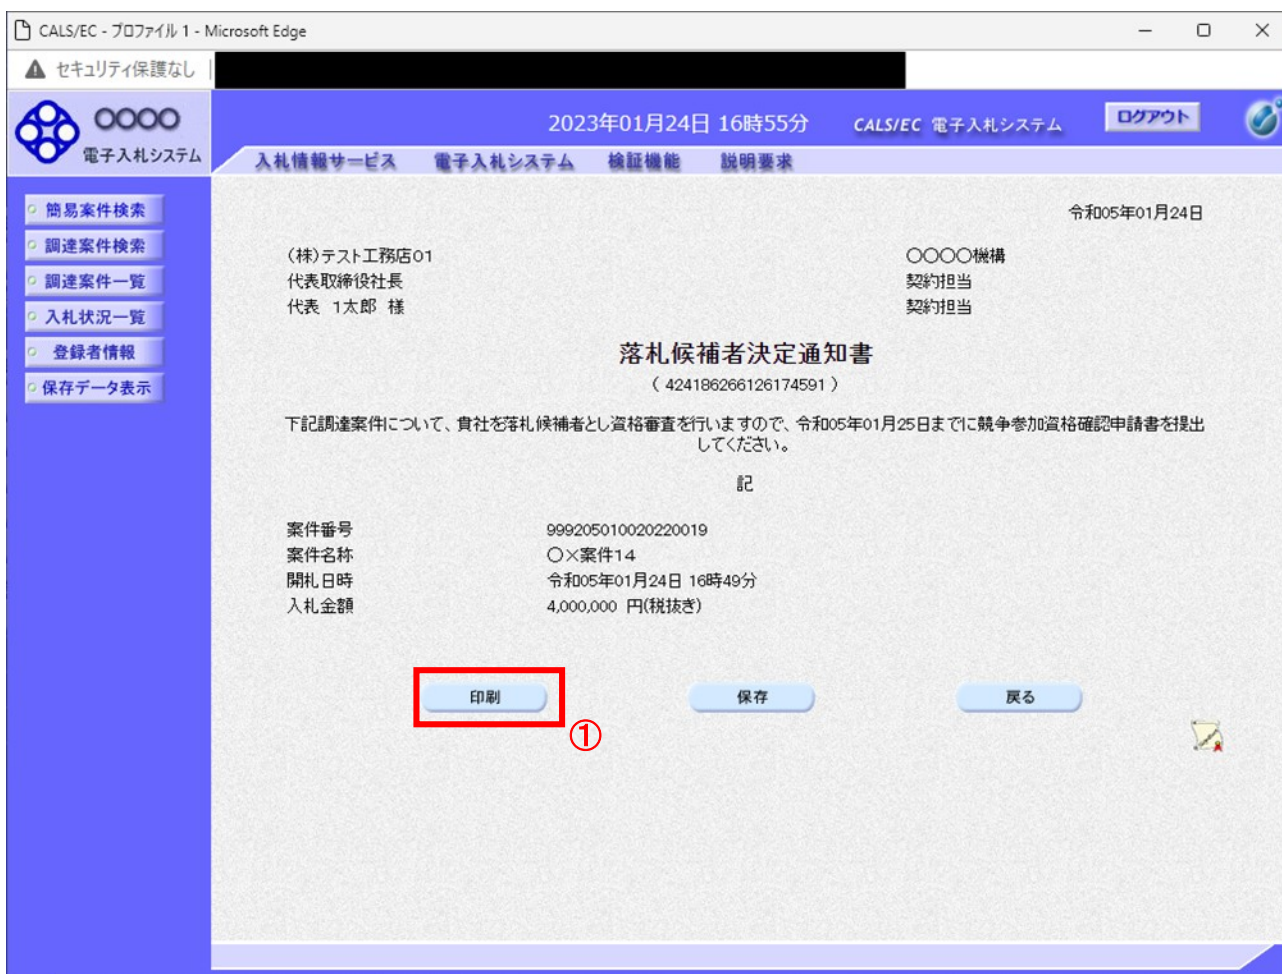 CALS/EC - プロファイル 1 - Microsoft Edge
セキュリティ保護なし
〇〇〇〇
電子入札システム
2023年01月24日 16時55分
CALS/EC 電子入札システム
ログアウト
入札情報サービス 電子入札システム 検証機能 説明要求
簡易案件検索
調達案件検索
調達案件一覧
入札状況一覧
登録者情報
保存データ表示
令和05年01月24日
(株)テスト工務店01
代表取締役社長
代表 1太郎 様
〇〇〇〇機構
契約担当
契約担当
落札候補者決定通知書
( 424186266126174591 )
下記調達案件について、貴社を落札候補者とし資格審査を行いますので、令和05年01月25日までに競争参加資格確認申請書を提出
してください。
記
案件番号 999205010020220019
案件名称 〇×案件14
開札日時 令和05年01月24日 16時49分
入札金額 4,000,000 円(税抜き)
印刷
保存
戻る
①